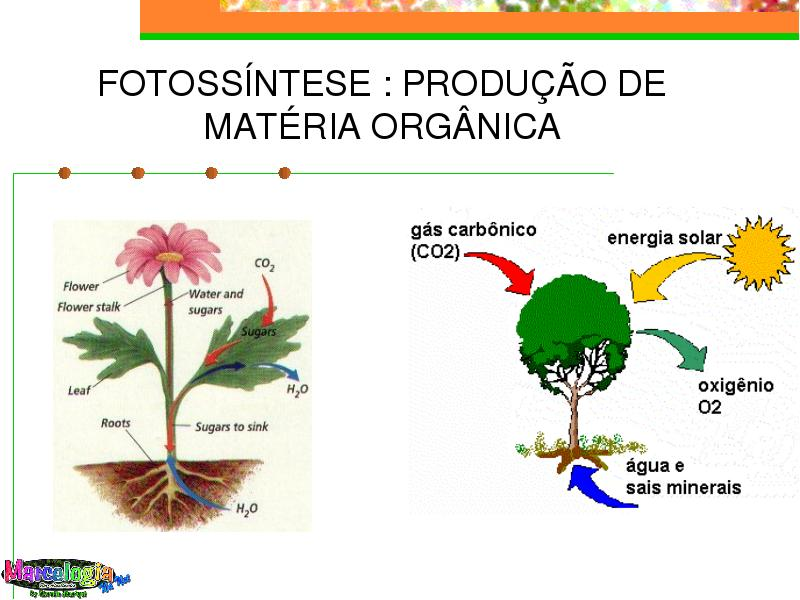 FOTOSSÍNTESE : PRODUÇÃO DE
MATÉRIA ORGÂNICA
Flower
Flower stalk
CO2
Water and
sugars
Sugars
Leaf
H2O
Roots
Sugars to sink
H2O
gás carbônico
(CO2)
energia solar
oxigênio
O2
água e
sais minerais
Marcelogia